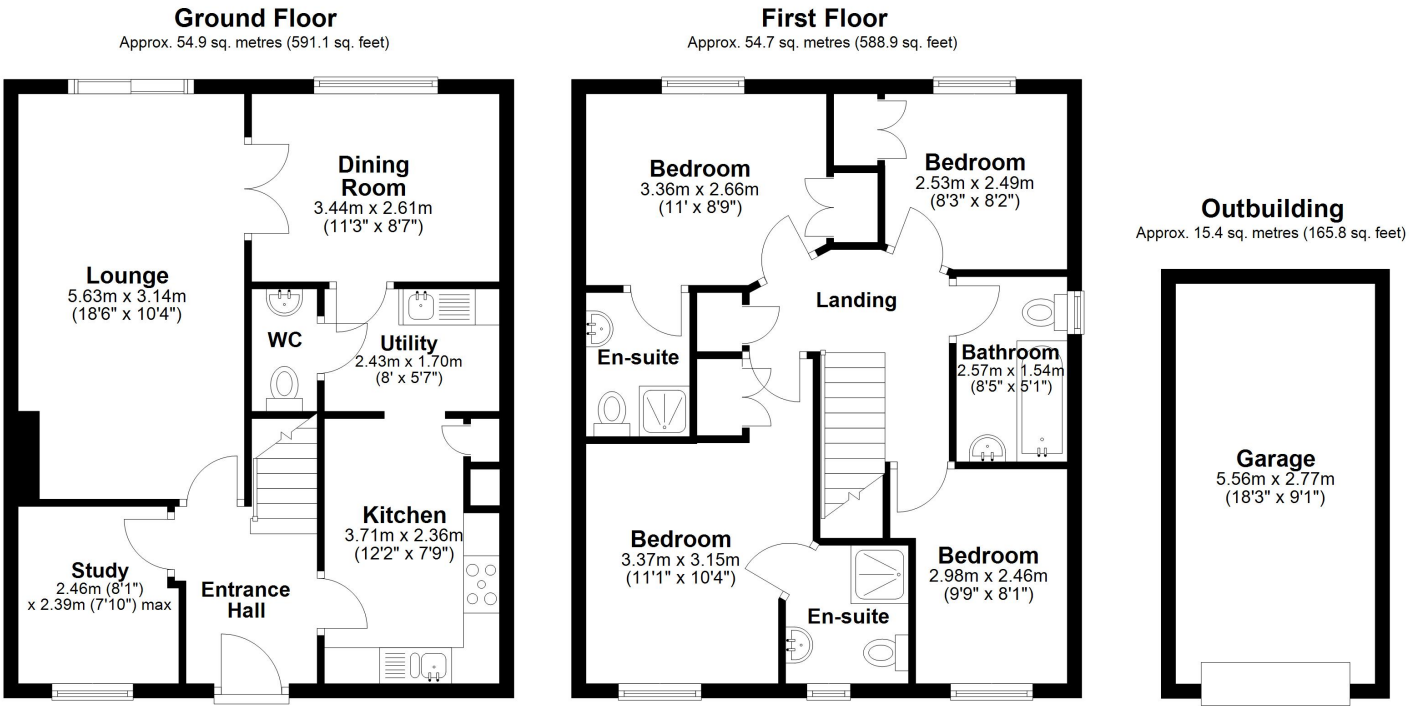 Ground Floor
Approx. 54.9 sq. metres (591.1 sq. feet)
Dining
Room
3.44m x 2.61m
(11'3" x 8'7")
Lounge
5.63m x 3.14m
(18'6" x 10'4")
WC
Utility
2.43m x 1.70m
(8' x 5'7")
Kitchen
3.71m x 2.36m
(12'2" x 7'9")
Study
2.46m (8'1")
x 2.39m (7'10") max
Entrance
Hall
First Floor
Approx. 54.7 sq. metres (588.9 sq. feet)
Bedroom
3.36m x 2.66m
(11' x 8'9")
Bedroom
2.53m x 2.49m
(8'3" x 8'2")
Landing
En-suite
Bathroom
2.57m x 1.54m
(8'5" x 5'1")
Bedroom
3.37m x 3.15m
(11'1" x 10'4")
Bedroom
2.98m x 2.46m
(9'9" x 8'1")
En-suite
Outbuilding
Approx. 15.4 sq. metres (165.8 sq. feet)
Garage
5.56m x 2.77m
(18'3" x 9'1")